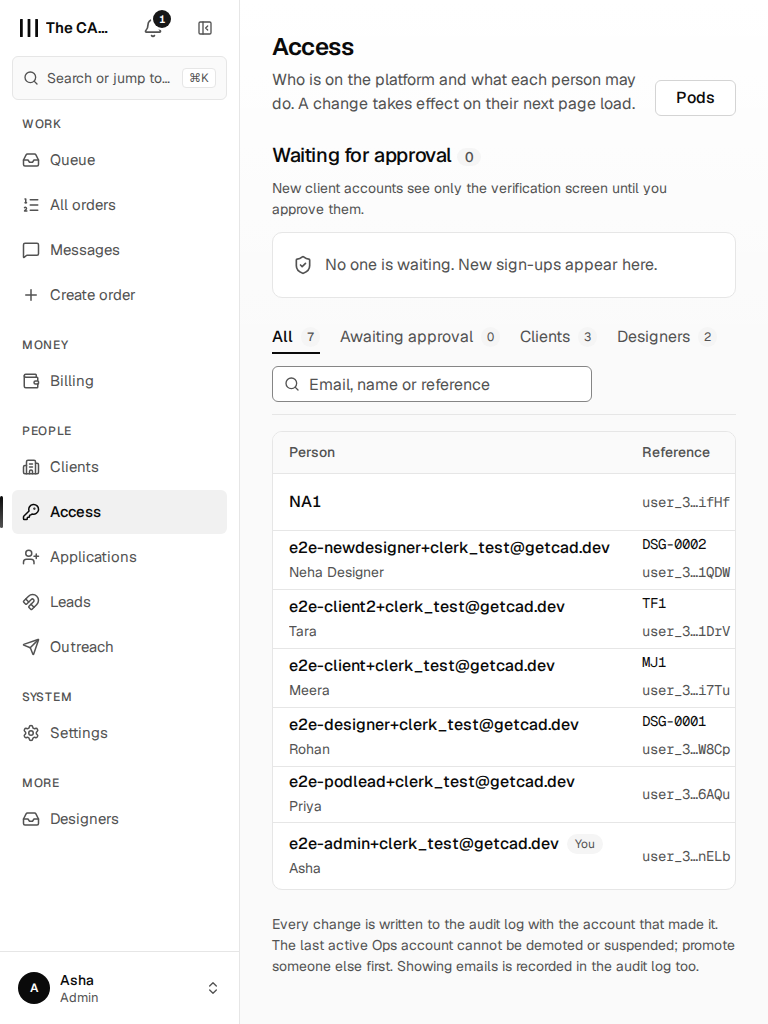 The CA...
1
Search or jump to... ⌘K
WORK
Queue
All orders
Messages
Create order
MONEY
Billing
PEOPLE
Clients
Access
Applications
Leads
Outreach
SYSTEM
Settings
MORE
Designers
A
Asha
Admin
Access
Who is on the platform and what each person may
do. A change takes effect on their next page load.
Pods
Waiting for approval 0
New client accounts see only the verification screen until you
approve them.
No one is waiting. New sign-ups appear here.
All 7 Awaiting approval 0 Clients 3 Designers 2
Email, name or reference
Person Reference
NA1 user_3…ifHf
e2e-newdesigner+clerk_test@getcad.dev DSG-0002
Neha Designer user_3…1QDW
e2e-client2+clerk_test@getcad.dev TF1
Tara user_3…1DrV
e2e-client+clerk_test@getcad.dev MJ1
Meera user_3…i7Tu
e2e-designer+clerk_test@getcad.dev DSG-0001
Rohan user_3…W8Cp
e2e-podlead+clerk_test@getcad.dev
Priya user_3…6AQu
e2e-admin+clerk_test@getcad.dev You
Asha user_3…nELb
Every change is written to the audit log with the account that made it.
The last active Ops account cannot be demoted or suspended; promote
someone else first. Showing emails is recorded in the audit log too.